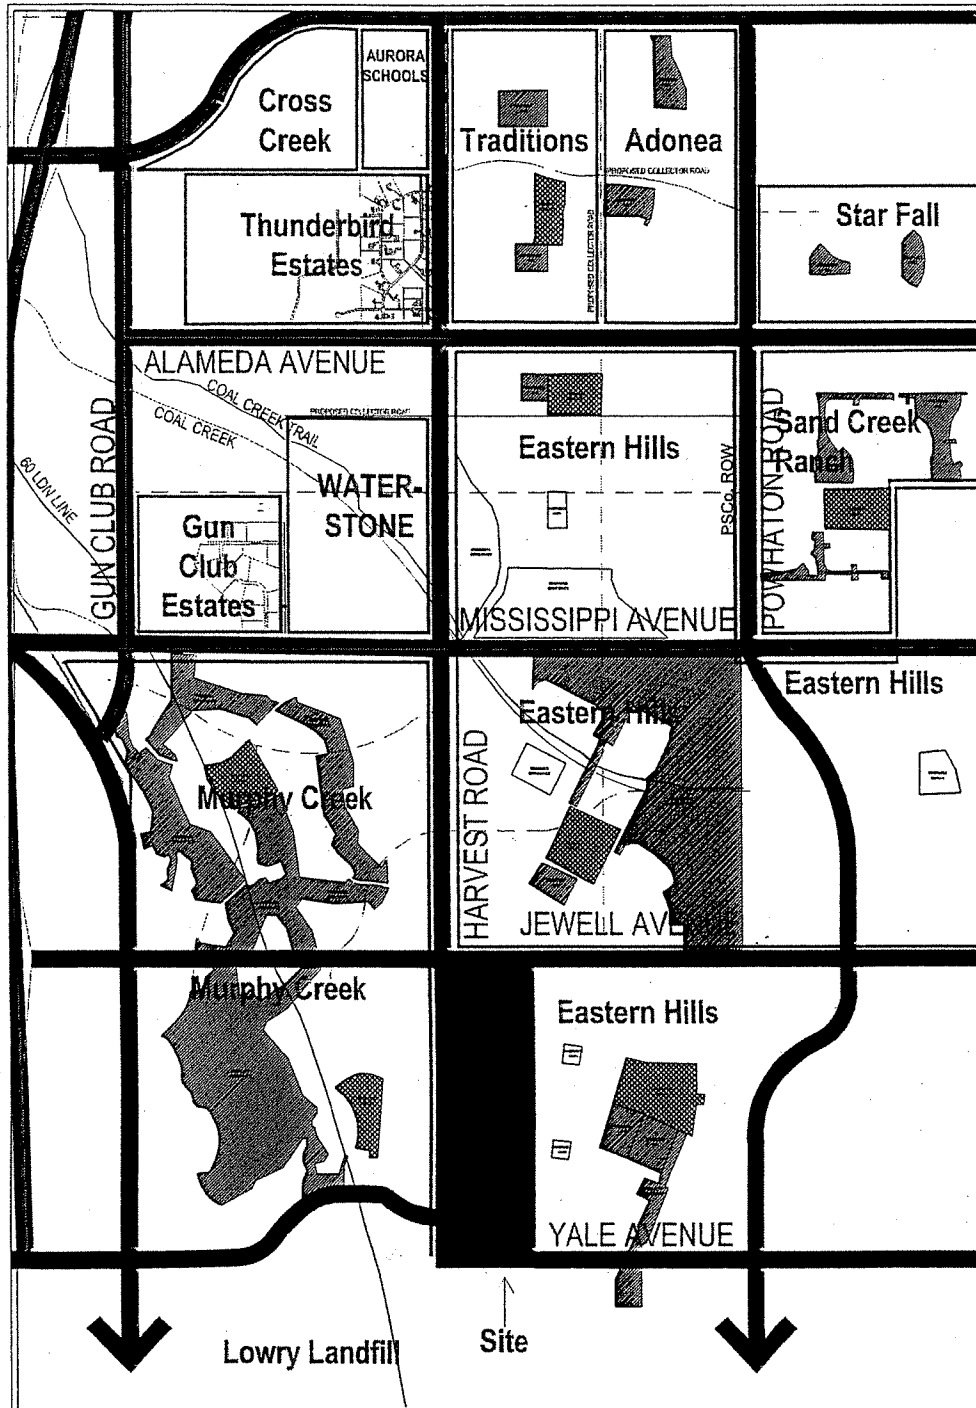 AURORA
SCHOOLS
Cross
Creek
Traditions
Adonea
PROPOSED COLLECTOR ROAD
Thunderbird
Estates
PROPOSED COLLECTOR ROAD
Star Fall
ALAMEDA AVENUE
COAL CREEK TRAIL
COAL CREEK
PROPOSED COLLECTOR ROAD
GUN CLUB ROAD
60 LDN LINE
WATER-
STONE
Gun
Club
Estates
Eastern Hills
PSCo. ROW
POWHATON ROAD
Sand Creek
Ranch
MISSISSIPPI AVENUE
Eastern Hills
Eastern Hills
HARVEST ROAD
Murphy Creek
JEWELL AVENUE
Murphy Creek
Eastern Hills
YALE AVENUE
Lowry Landfill
Site